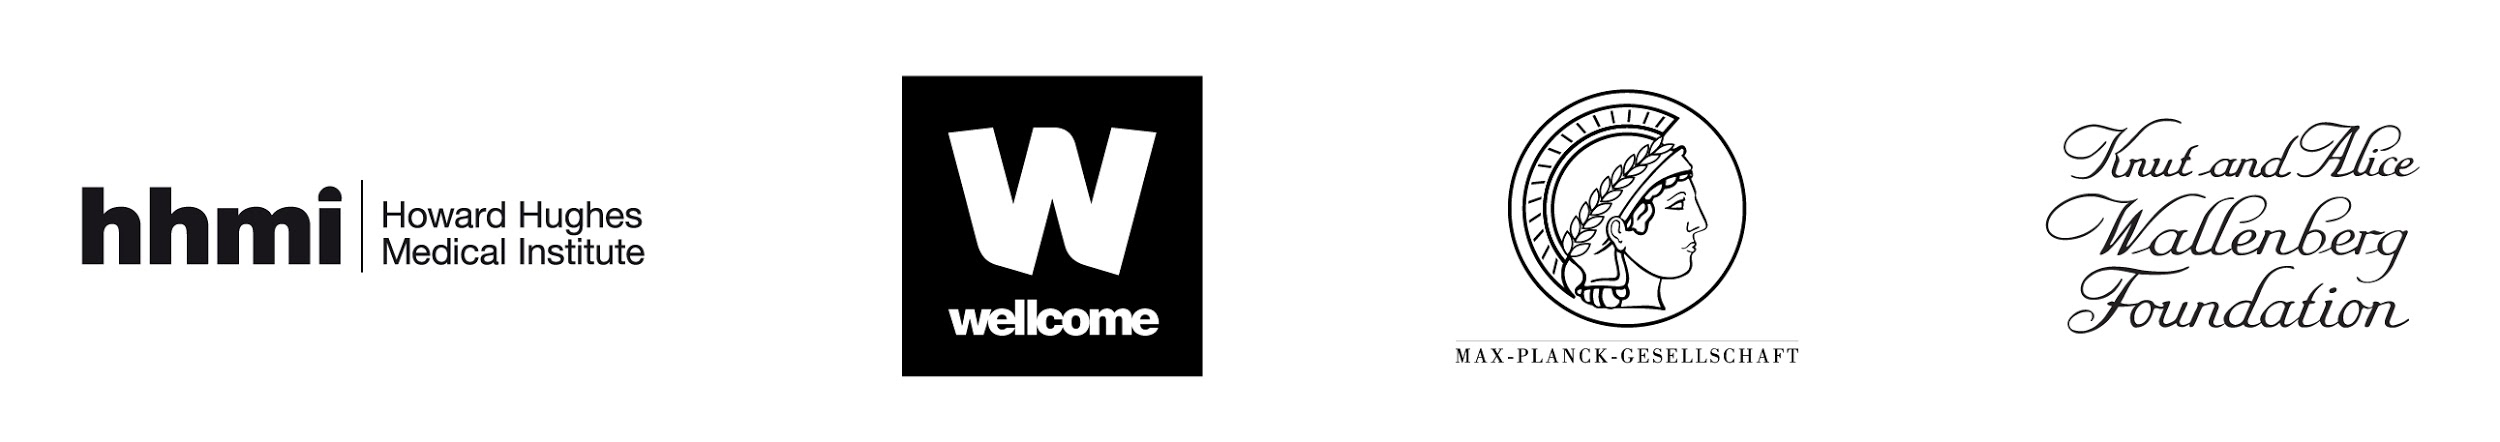 hhmi
Howard Hughes
Medical Institute
W
wellcome
MAX-PLANCK-GESELLSCHAFT
Knut and Alice
Wallenberg
Foundation